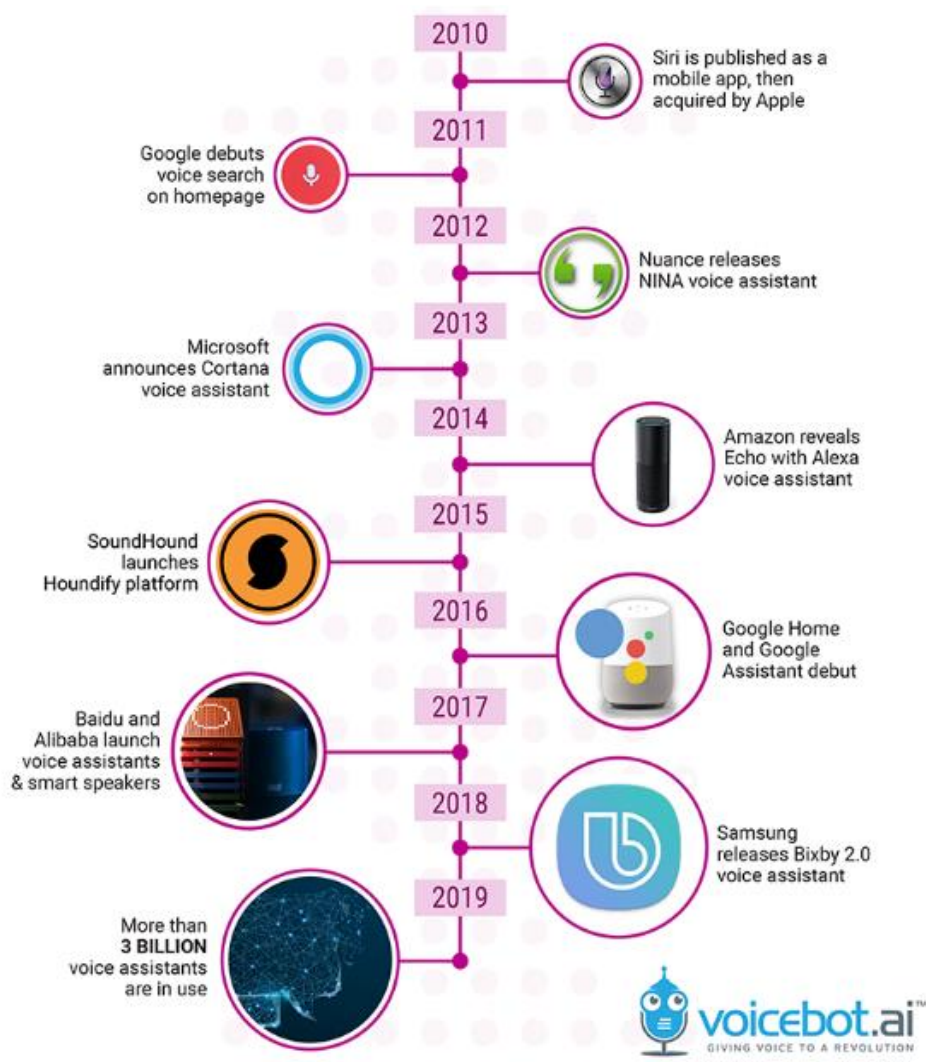 2010
Siri is published as a
mobile app, then
acquired by Apple
2011
Google debuts
voice search
on homepage
2012
Nuance releases
NINA voice assistant
2013
Microsoft
announces Cortana
voice assistant
2014
Amazon reveals
Echo with Alexa
voice assistant
2015
SoundHound
launches
Houndify platform
2016
Google Home
and Google
Assistant debut
2017
Baidu and
Alibaba launch
voice assistants
& smart speakers
2018
Samsung
releases Bixby 2.0
voice assistant
2019
More than
3 BILLION
voice assistants
are in use
voicebot.ai™
GIVING VOICE TO A REVOLUTION